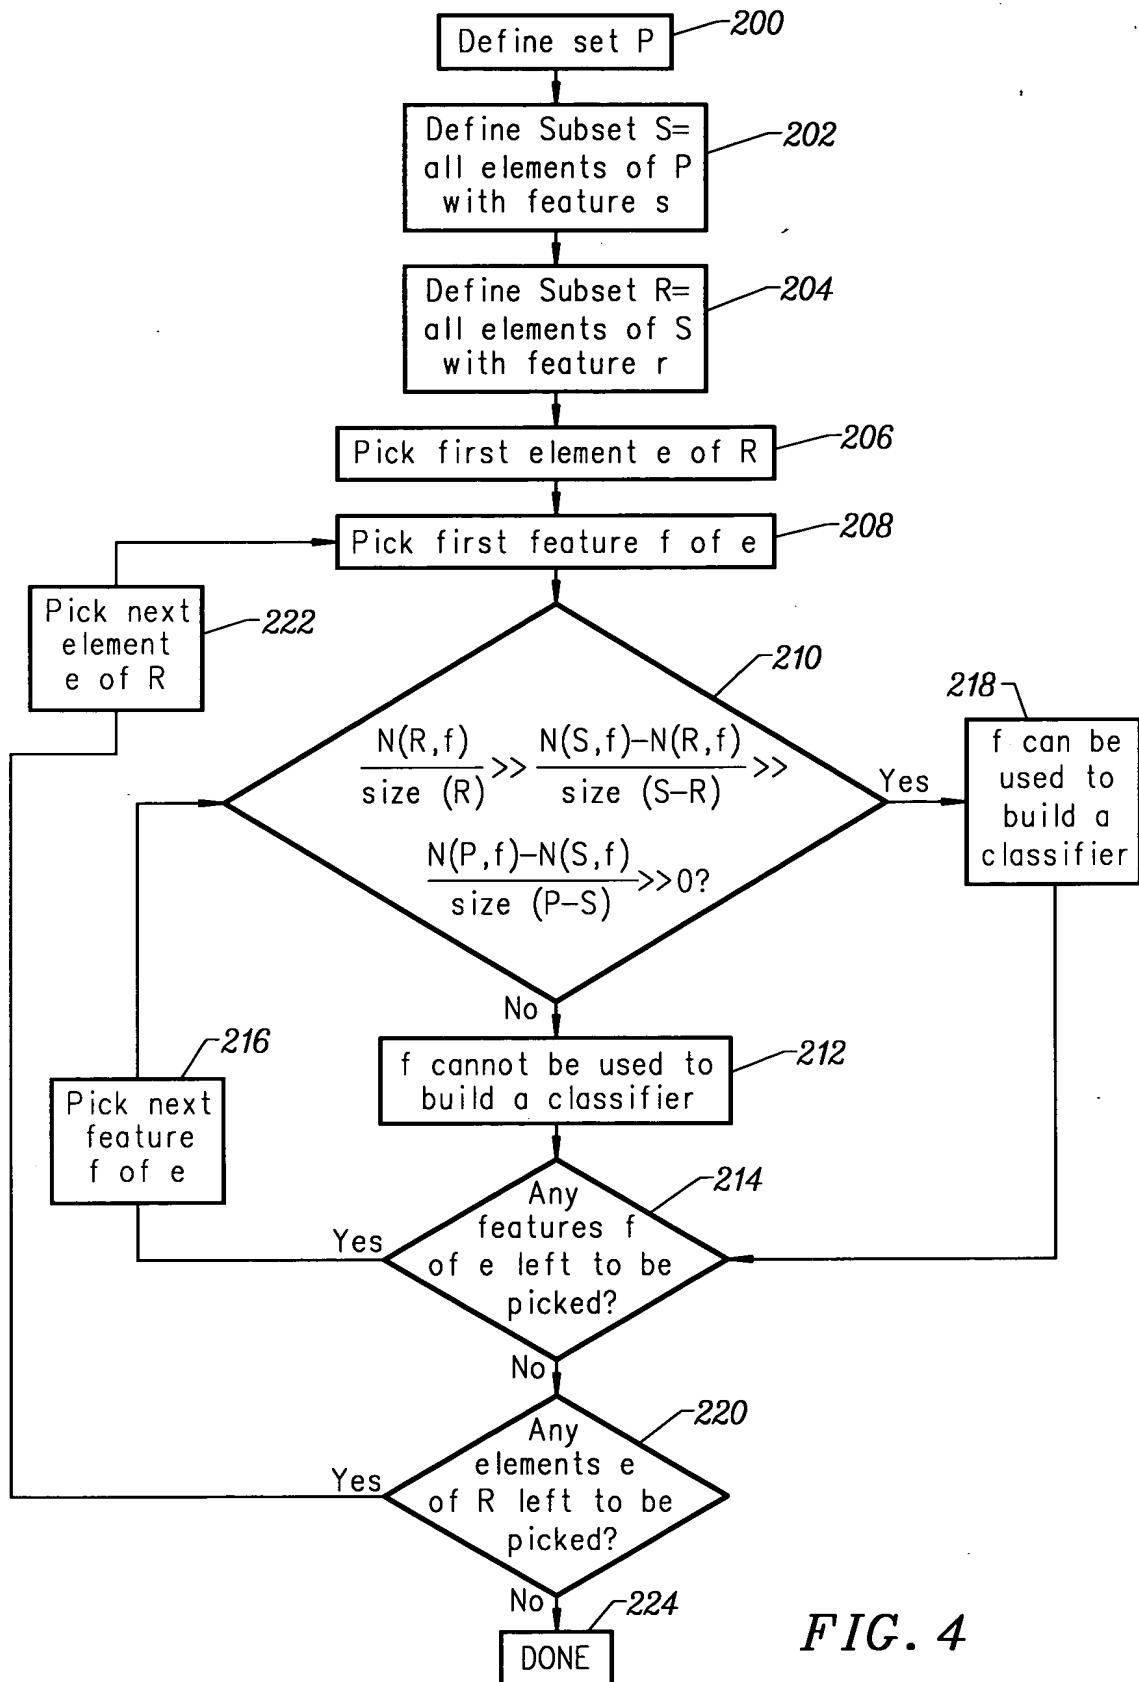 Define set P
200
Define Subset S=
all elements of P
with feature s
202
Define Subset R=
all elements of S
with feature r
204
Pick first element e of R
206
Pick first feature f of e
208
Pick next
element
e of R
222
210
N(R,f)
size (R)
>>
N(S,f)–N(R,f)
size (S–R)
>>
N(P,f)–N(S,f)
size (P–S)
>>0?
Yes
218
f can be
used to
build a
classifier
No
f cannot be used to
build a classifier
212
216
Pick next
feature
f of e
214
Any
features f
of e left to be
picked?
Yes
No
220
Any
elements e
of R left to be
picked?
Yes
No
224
DONE
FIG. 4